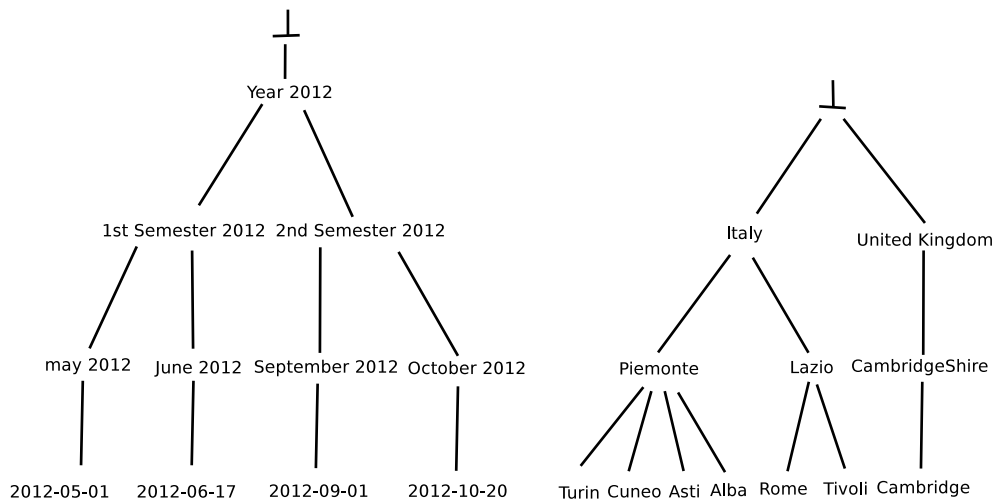 Year 2012
1st Semester 2012 2nd Semester 2012
may 2012 June 2012 September 2012 October 2012
2012-05-01 2012-06-17 2012-09-01 2012-10-20
Italy United Kingdom
Piemonte Lazio CambridgeShire
Turin Cuneo Asti Alba Rome Tivoli Cambridge